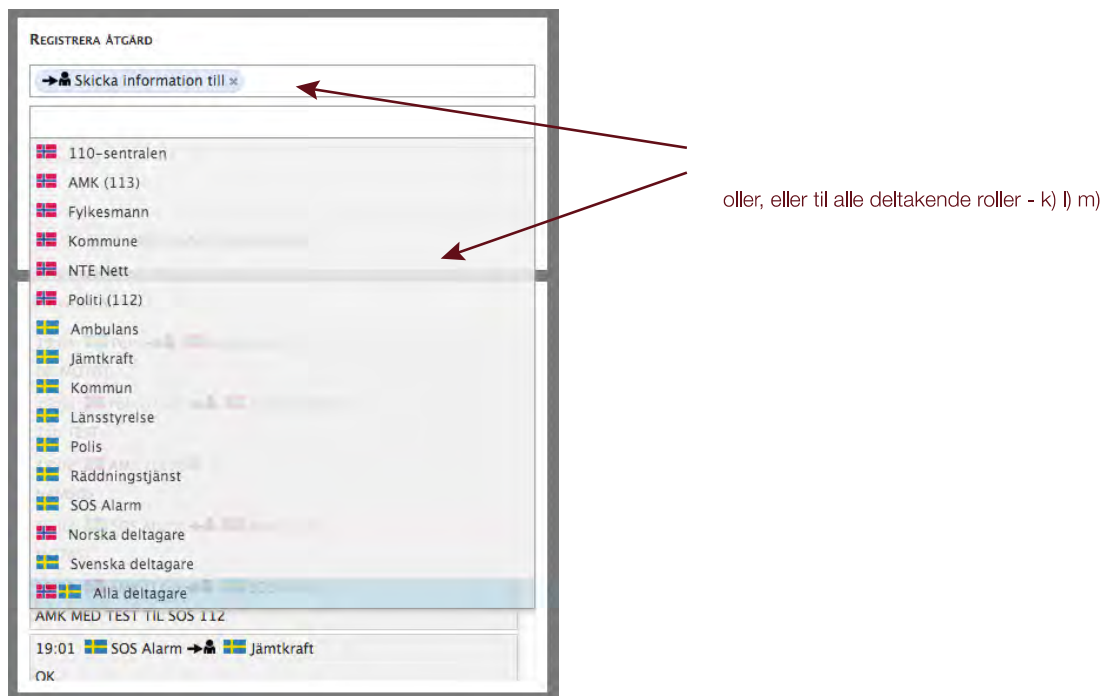 REGISTRERA ÅTGÄRD
Skicka information till ×
110-sentralen
AMK (113)
Fylkesmann
Kommune
NTE Nett
Politi (112)
Ambulans
Jämtkraft
Kommun
Länsstyrelse
Polis
Räddningstjänst
SOS Alarm
Norska deltagare
Svenska deltagare
Alla deltagare
AMK MED TEST TIL SOS 112
19:01 SOS Alarm Jämtkraft
OK
oller, eller til alle deltakende roller - k) l) m)